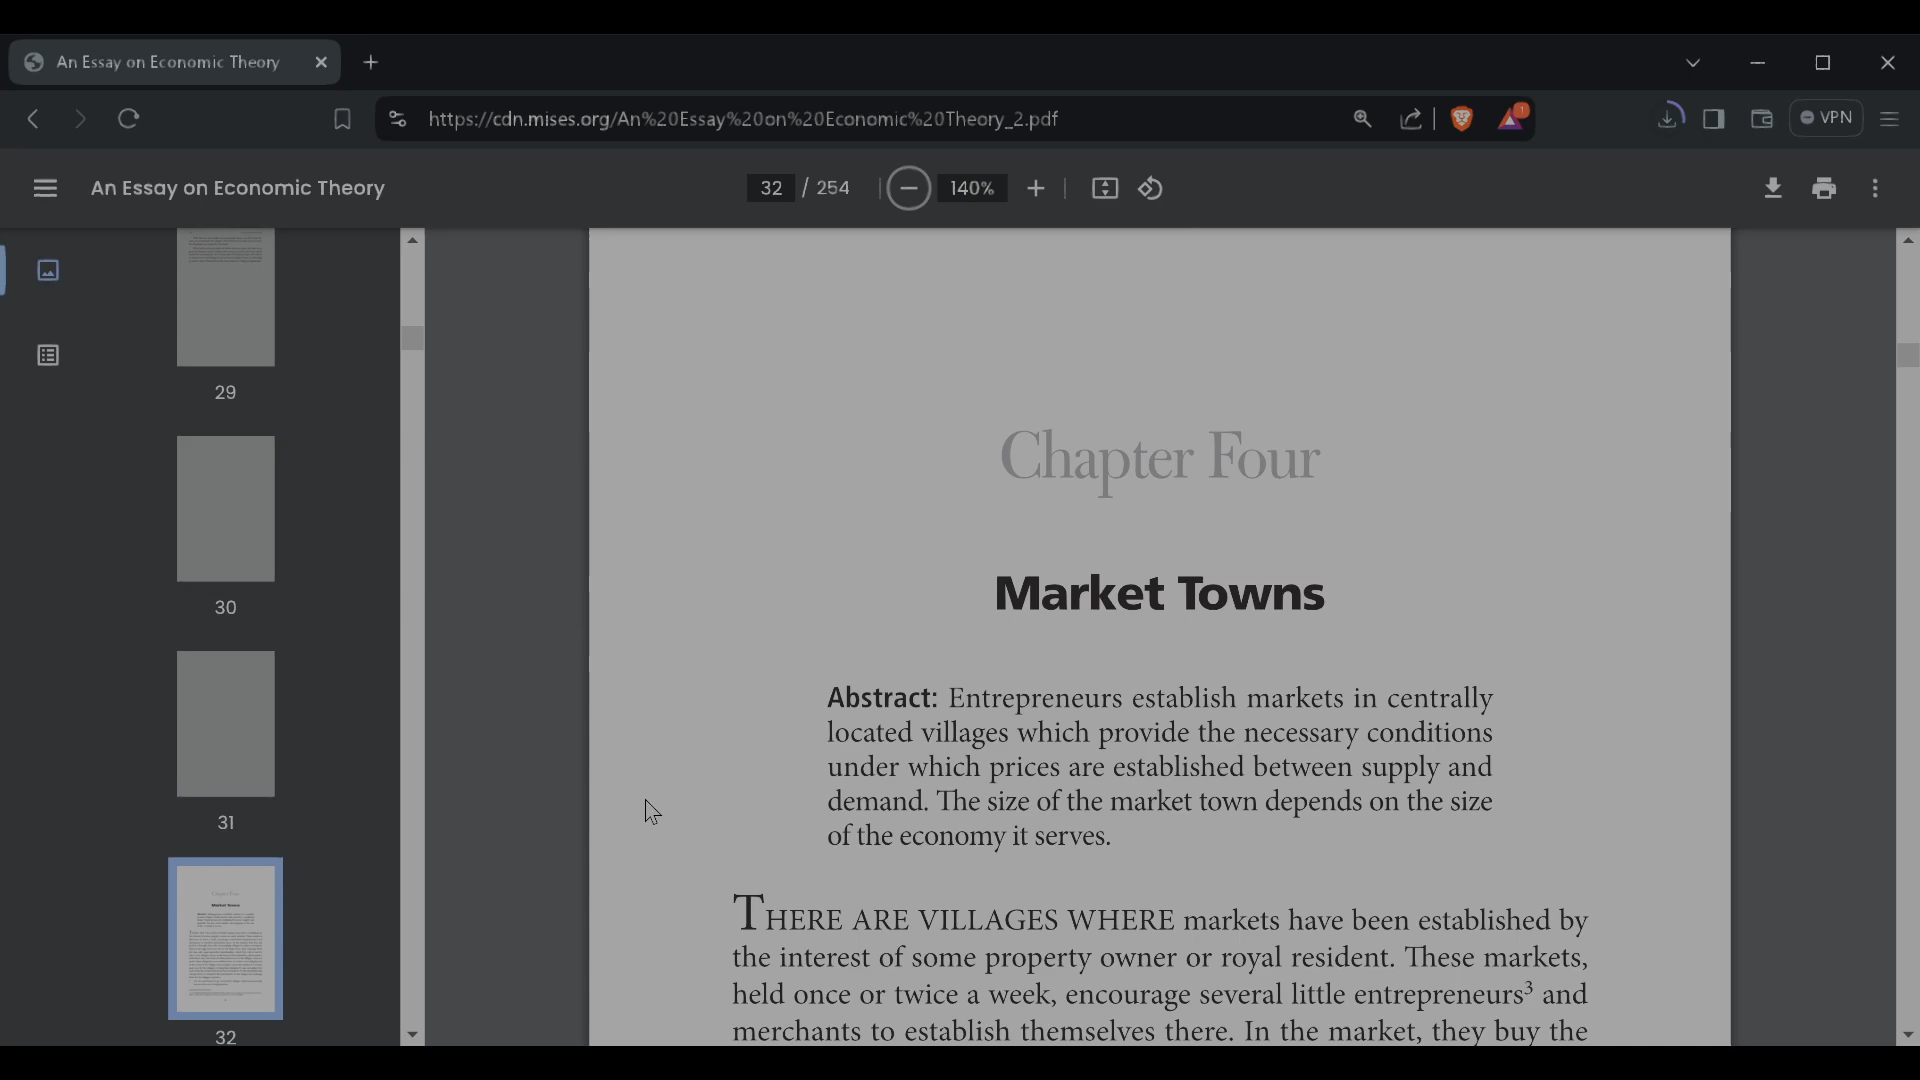 An Essay on Economic Theory
https://cdn.mises.org/An%20Essay%20on%20Economic%20Theory_2.pdf
1
VPN
An Essay on Economic Theory
32 / 254
140%
29
30
31
32
Chapter Four
Market Towns
Abstract: Entrepreneurs establish markets in centrally
located villages which provide the necessary conditions
under which prices are established between supply and
demand. The size of the market town depends on the size
of the economy it serves.
THERE ARE VILLAGES WHERE markets have been established by
the interest of some property owner or royal resident. These markets,
held once or twice a week, encourage several little entrepreneurs³ and
merchants to establish themselves there. In the market, they buy the